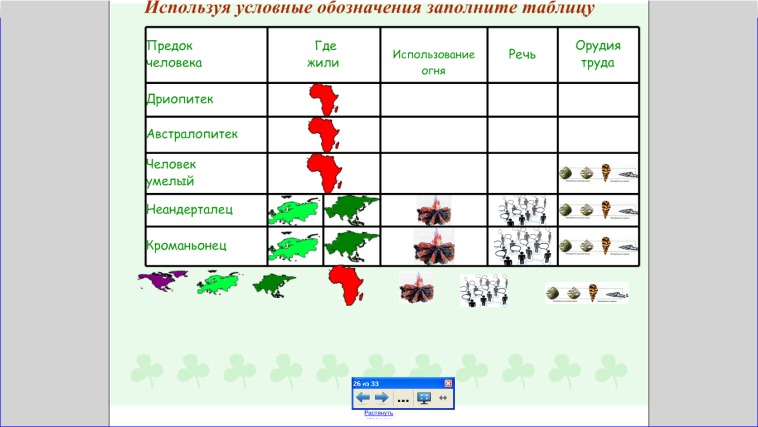 Используя условные обозначения заполните таблицу
Предок человека
Где жили
Использование огня
Речь
Орудия труда
Дриопитек
Австралопитек
Человек умелый
Неандерталец
Кроманьонец
26 из 33
...
Растянуть